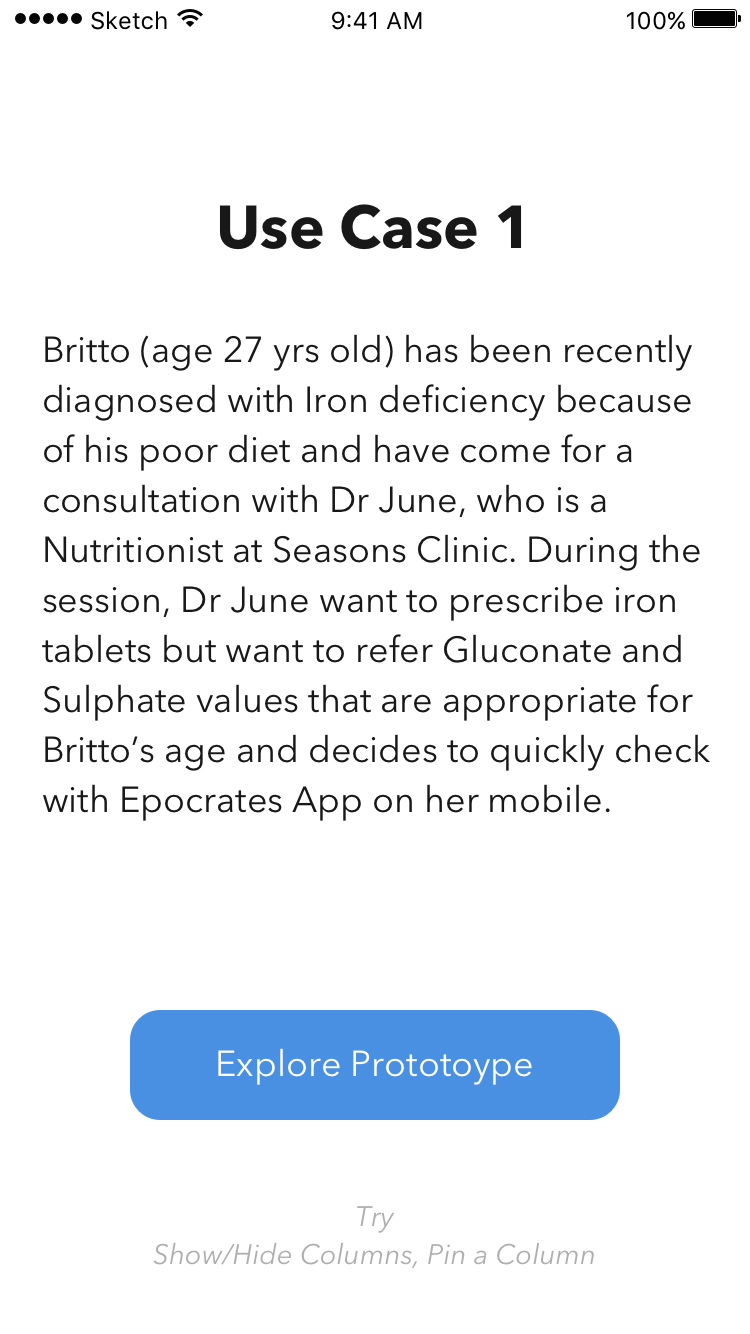 Sketch 9:41 AM 100%
Use Case 1
Britto (age 27 yrs old) has been recently
diagnosed with Iron deficiency because
of his poor diet and have come for a
consultation with Dr June, who is a
Nutritionist at Seasons Clinic. During the
session, Dr June want to prescribe iron
tablets but want to refer Gluconate and
Sulphate values that are appropriate for
Britto’s age and decides to quickly check
with Epocrates App on her mobile.
Explore Prototoype
Try
Show/Hide Columns, Pin a Column